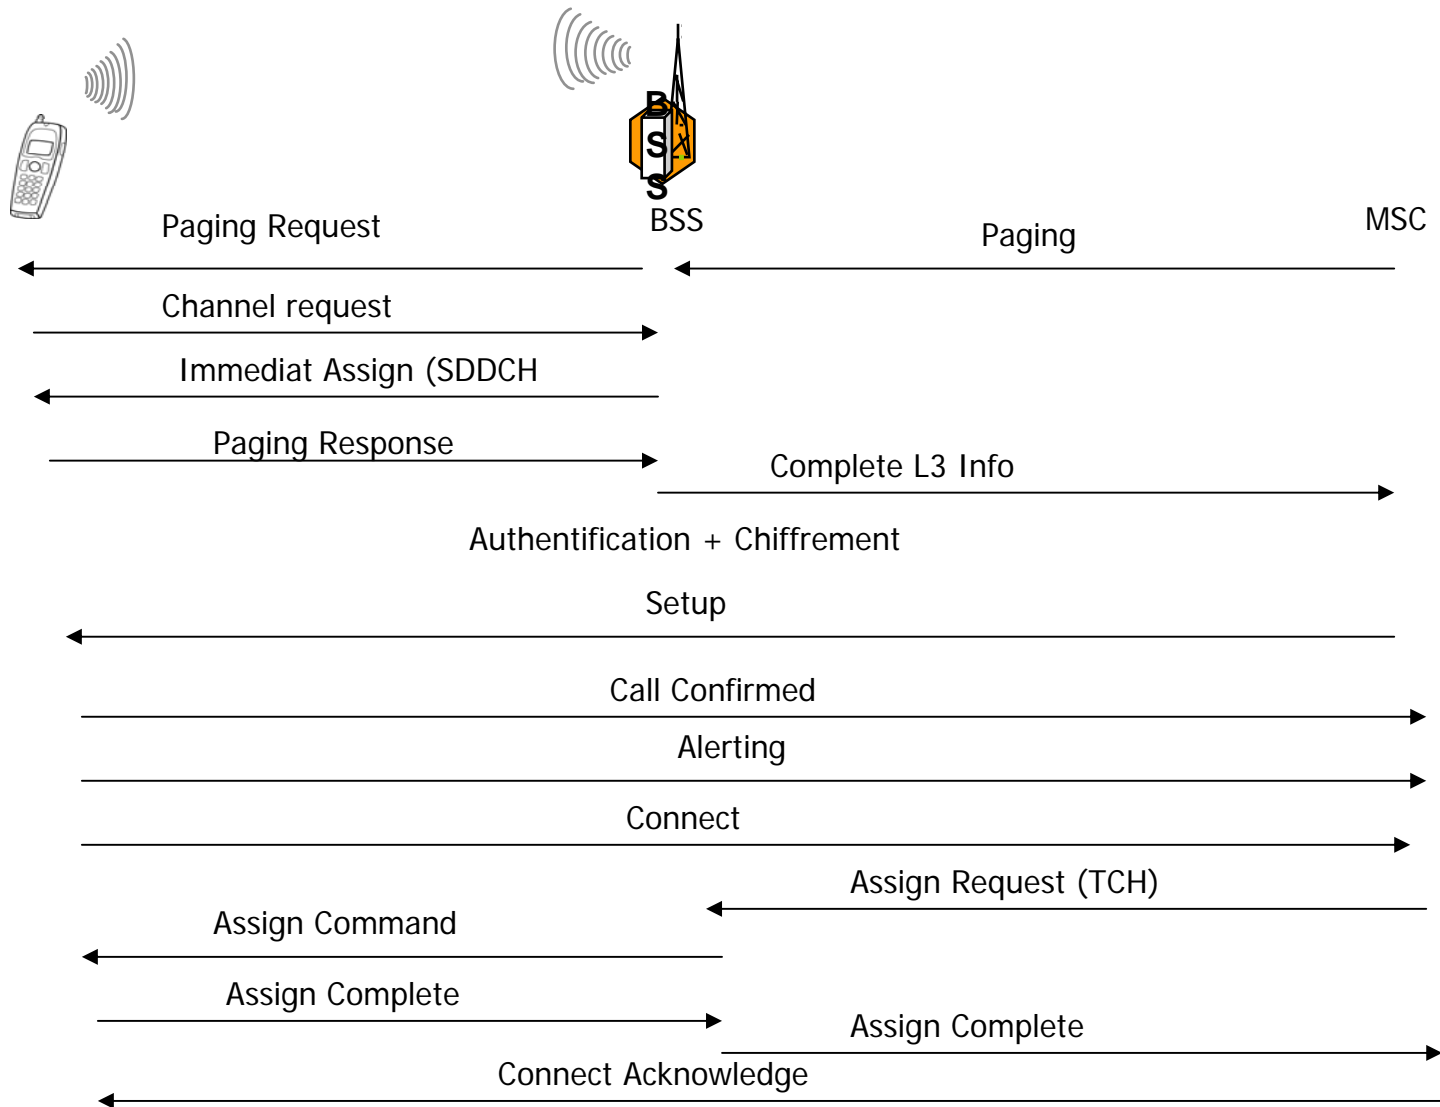 B
S
S
X
BSS
MSC
Paging Request
Paging
Channel request
Immediat Assign (SDDCH
Paging Response
Complete L3 Info
Authentification + Chiffrement
Setup
Call Confirmed
Alerting
Connect
Assign Request (TCH)
Assign Command
Assign Complete
Assign Complete
Connect Acknowledge